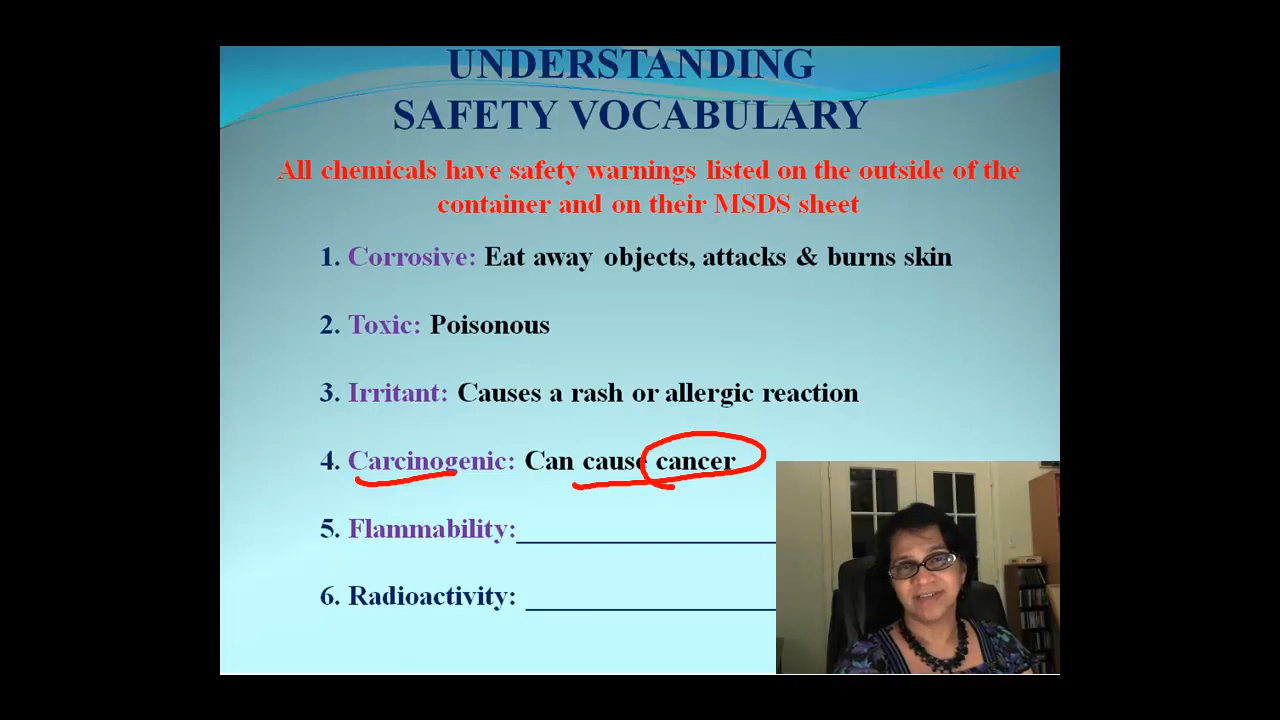 UNDERSTANDING
SAFETY VOCABULARY
All chemicals have safety warnings listed on the outside of the
container and on their MSDS sheet
1. Corrosive: Eat away objects, attacks & burns skin
2. Toxic: Poisonous
3. Irritant: Causes a rash or allergic reaction
4. Carcinogenic: Can cause cancer
5. Flammability:____________________
6. Radioactivity: ____________________